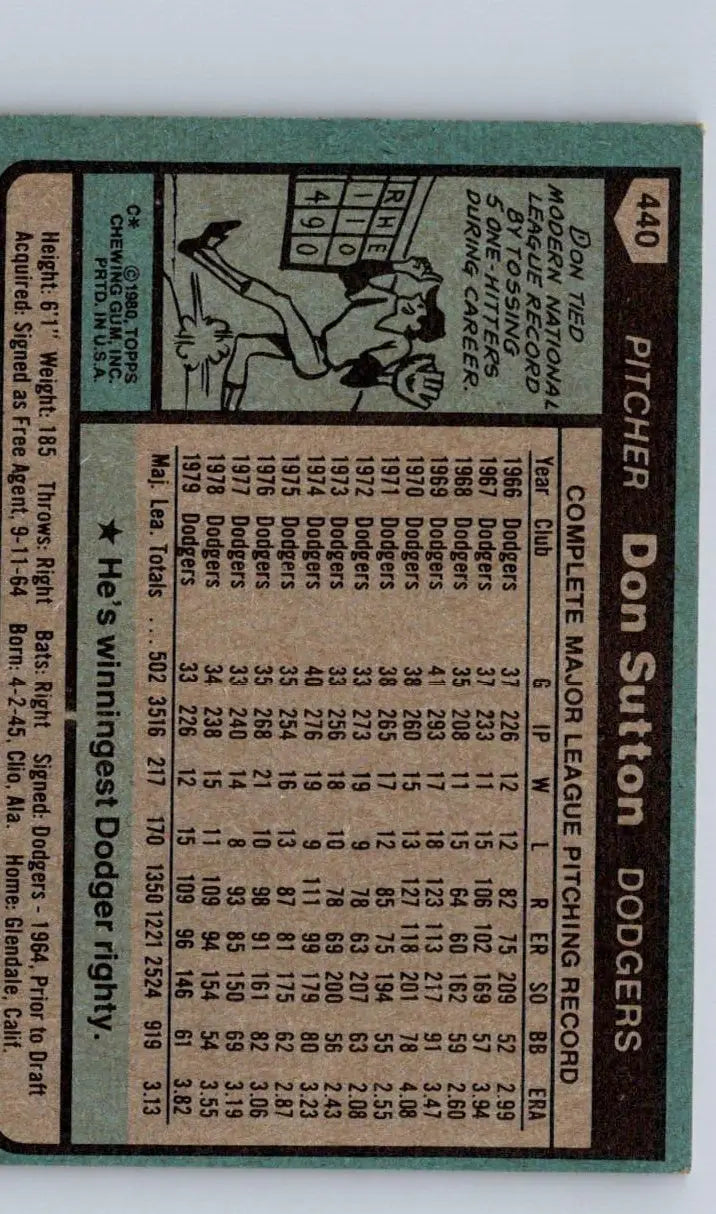 440 PITCHER Don Sutton DODGERS
DON TIED
MODERN NATIONAL
LEAGUE RECORD
BY TOSSING
5 ONE-HITTERS
DURING CAREER.
R H E
1 1 0
4 9 0
C* ©1980, TOPPS
CHEWING GUM, INC.
PRTD. IN U.S.A.
COMPLETE MAJOR LEAGUE PITCHING RECORD
Year Club G IP W L R ER SO BB ERA
1966 Dodgers 37 226 12 12 82 75 209 52 2.99
1967 Dodgers 37 233 11 15 106 102 169 57 3.94
1968 Dodgers 35 208 11 15 64 60 162 59 2.60
1969 Dodgers 41 293 17 18 123 113 217 91 3.47
1970 Dodgers 38 260 15 13 127 118 201 78 4.08
1971 Dodgers 38 265 17 12 85 75 194 55 2.55
1972 Dodgers 33 273 19 9 78 63 207 63 2.08
1973 Dodgers 33 256 18 10 78 69 200 56 2.43
1974 Dodgers 40 276 19 9 111 99 179 80 3.23
1975 Dodgers 35 254 16 13 87 81 175 62 2.87
1976 Dodgers 35 268 21 10 98 91 161 82 3.06
1977 Dodgers 33 240 14 8 93 85 150 69 3.19
1978 Dodgers 34 238 15 11 109 94 154 54 3.55
1979 Dodgers 33 226 12 15 109 96 146 61 3.82
Maj. Lea. Totals . . . . 502 3516 217 170 1350 1221 2524 919 3.13
★ He's winningest Dodger righty.
Height: 6'1" Weight: 185 Throws: Right Bats: Right Signed: Dodgers - 1964, Prior to Draft
Acquired: Signed as Free Agent, 9-11-64 Born: 4-2-45, Clio, Ala. Home: Glendale, Calif.